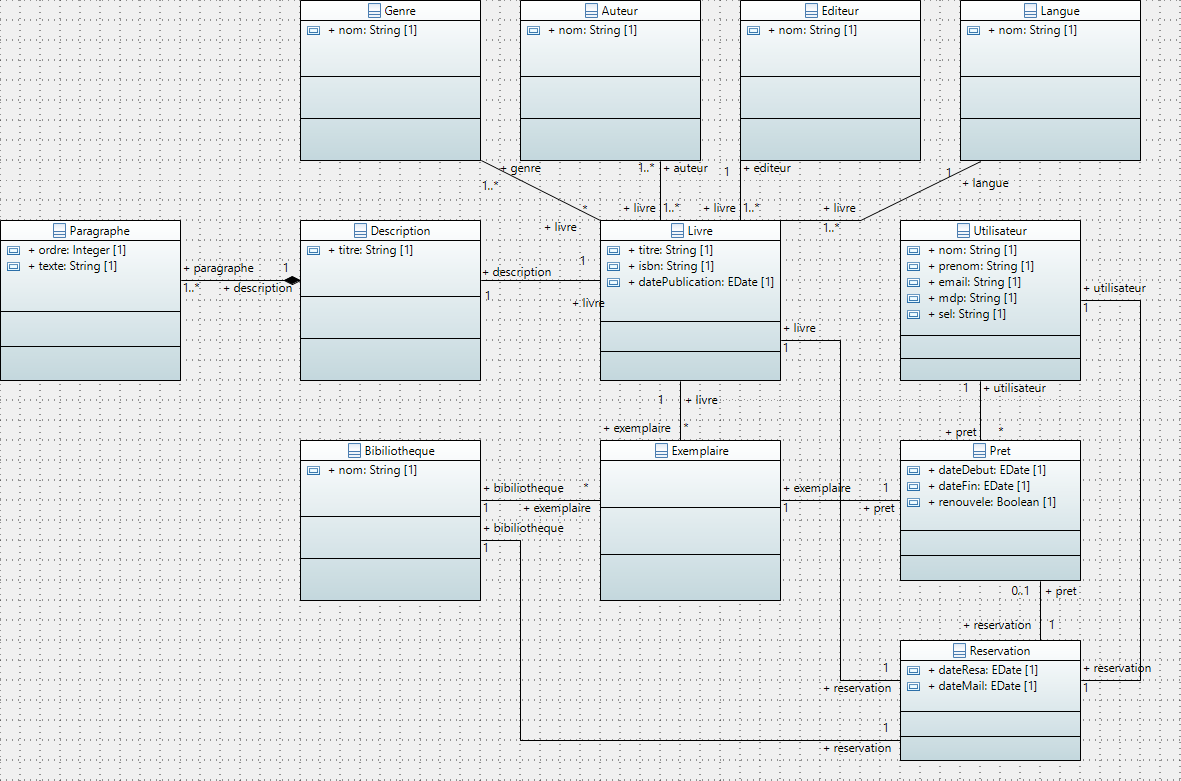 Genre
+ nom: String [1]
Auteur
+ nom: String [1]
Editeur
+ nom: String [1]
Langue
+ nom: String [1]
+ genre
1..*
*
+ livre
1..*
+ auteur
+ livre
1..*
1
+ editeur
+ livre
1..*
1
+ langue
+ livre
1..*
Paragraphe
+ ordre: Integer [1]
+ texte: String [1]
+ paragraphe
1..*
1
+ description
Description
+ titre: String [1]
+ description
1
1
+ livre
Livre
+ titre: String [1]
+ isbn: String [1]
+ datePublication: EDate [1]
+ livre
1
Utilisateur
+ nom: String [1]
+ prenom: String [1]
+ email: String [1]
+ mdp: String [1]
+ sel: String [1]
+ utilisateur
1
1
+ livre
+ exemplaire
*
1
+ utilisateur
+ pret
*
Bibiliotheque
+ nom: String [1]
+ bibiliotheque
1
*
+ exemplaire
+ bibiliotheque
1
Exemplaire
+ exemplaire
1
1
+ pret
Pret
+ dateDebut: EDate [1]
+ dateFin: EDate [1]
+ renouvele: Boolean [1]
0..1
+ pret
+ reservation
1
Reservation
+ dateResa: EDate [1]
+ dateMail: EDate [1]
1
+ reservation
+ reservation
1
1
+ reservation